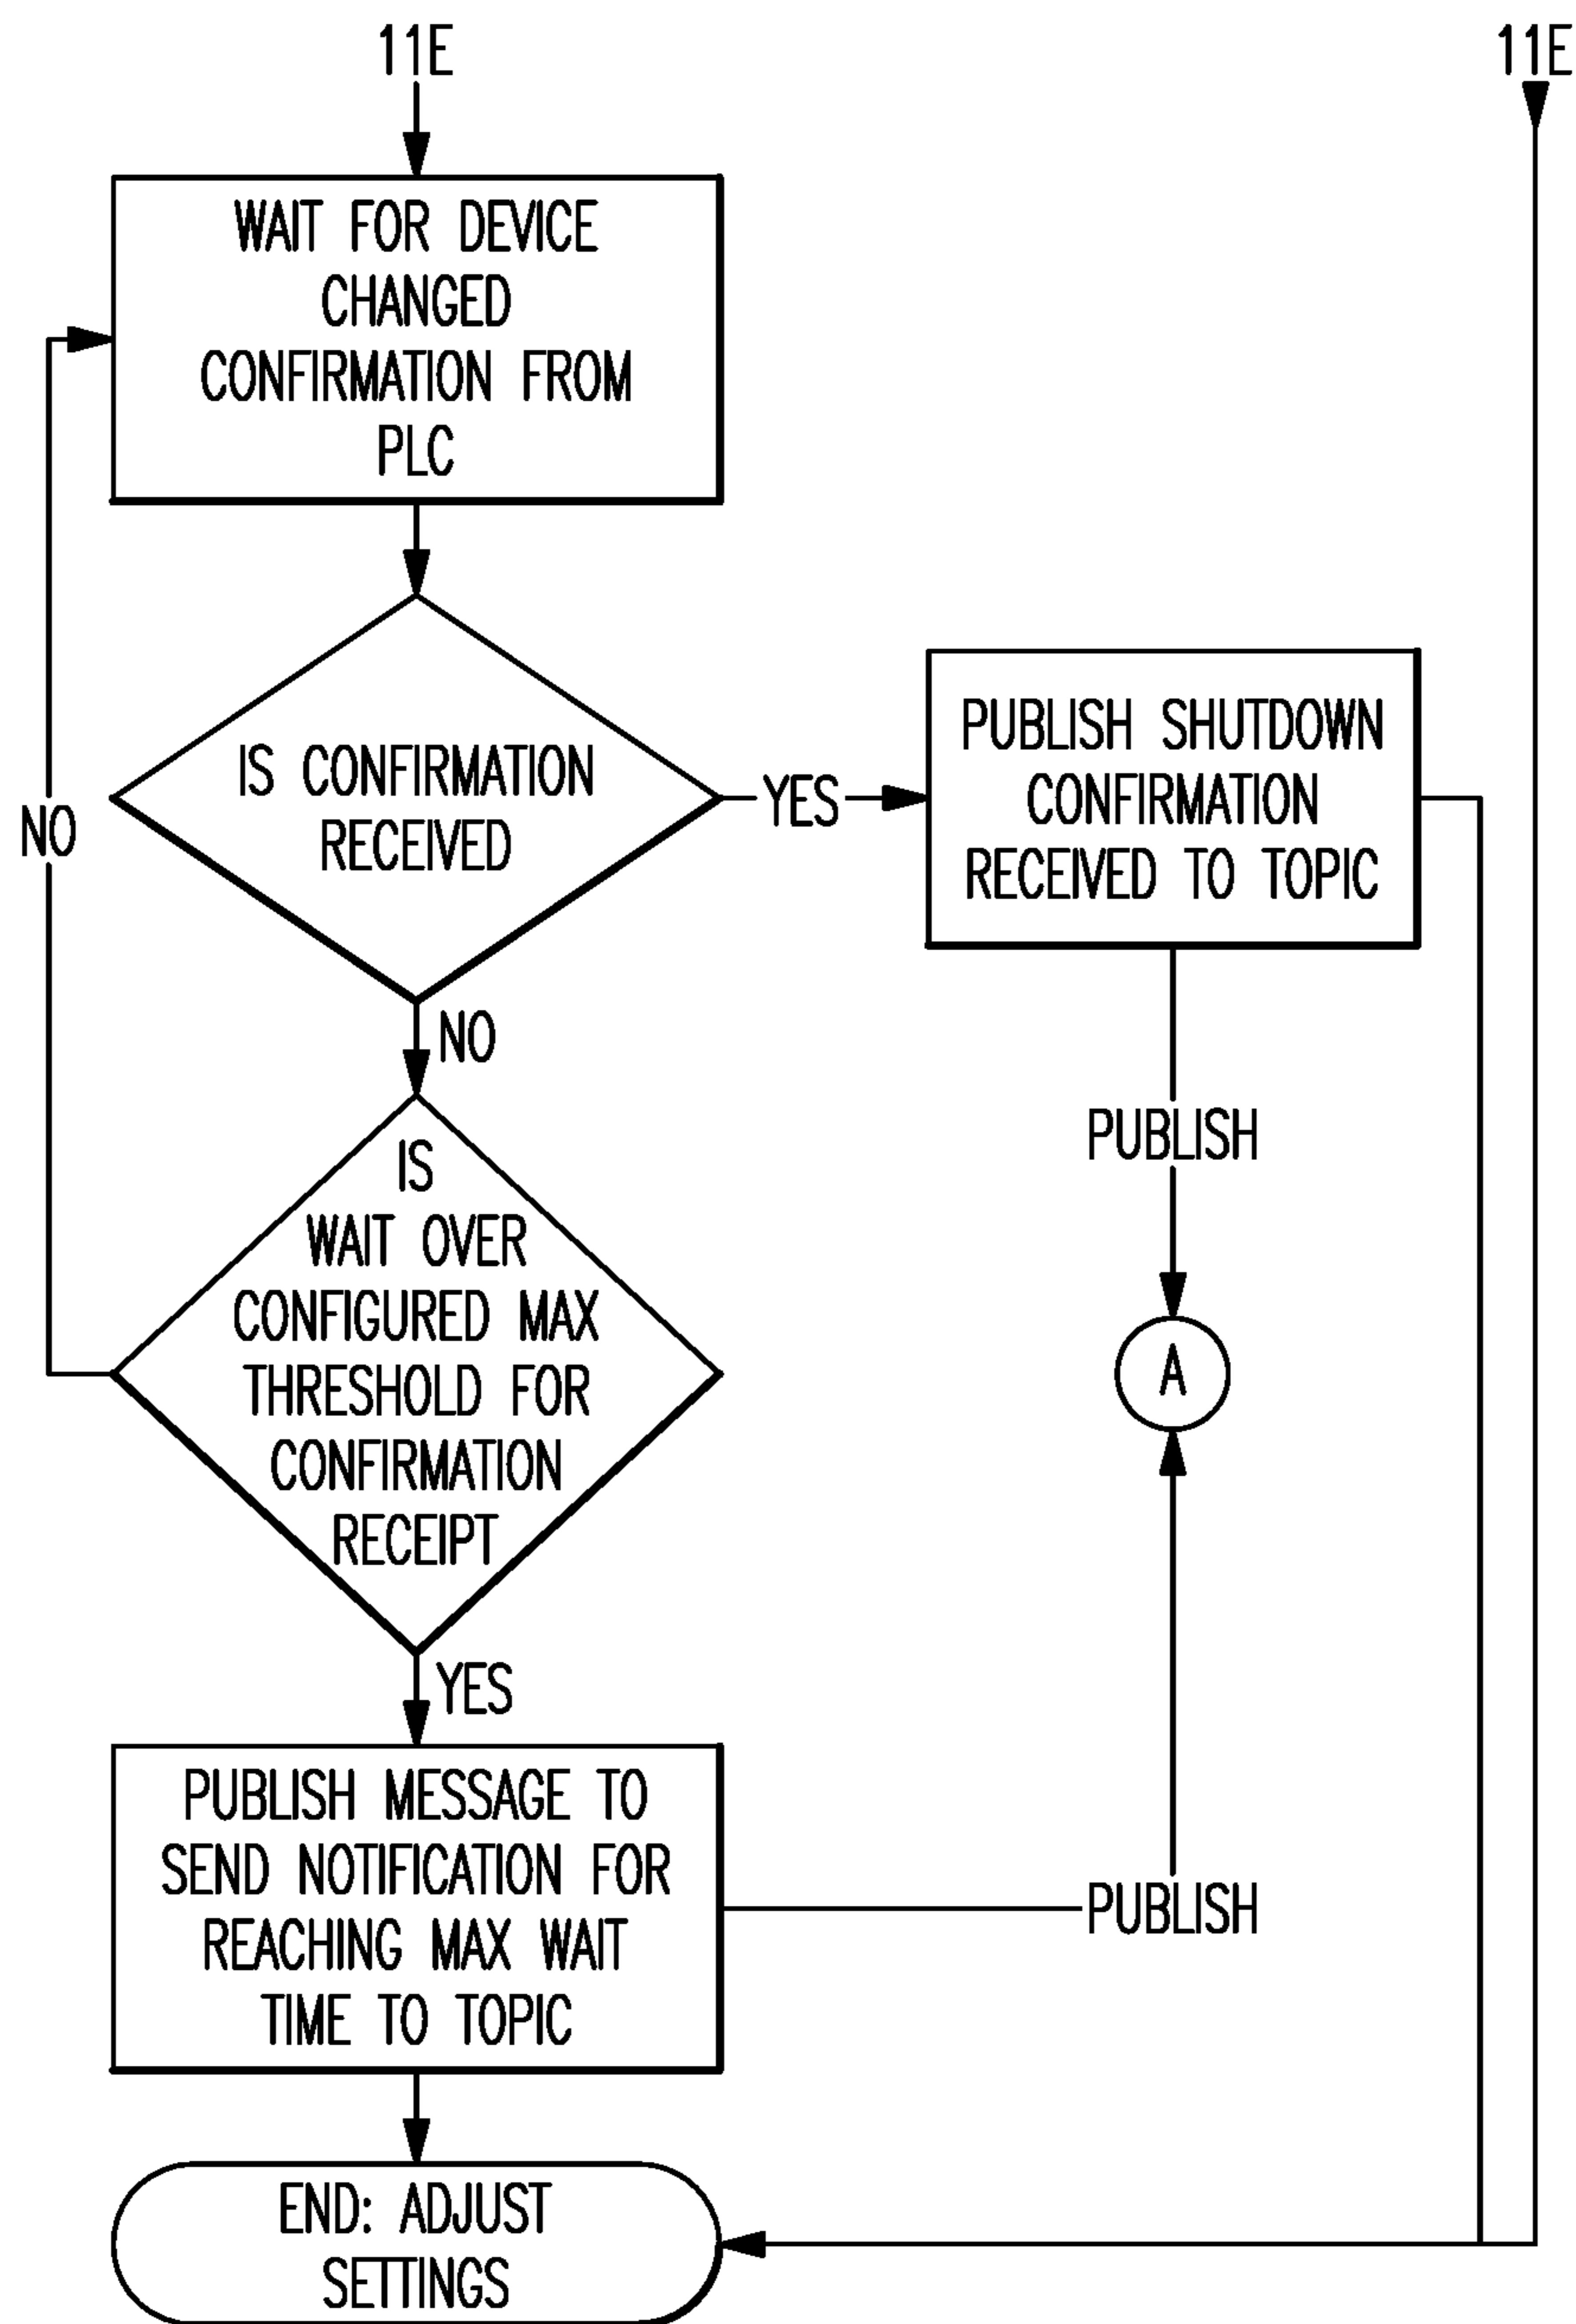 11E
11E
WAIT FOR DEVICE
CHANGED
CONFIRMATION FROM
PLC
IS CONFIRMATION
RECEIVED
YES
PUBLISH SHUTDOWN
CONFIRMATION
RECEIVED TO TOPIC
NO
NO
PUBLISH
IS
WAIT OVER
CONFIGURED MAX
THRESHOLD FOR
CONFIRMATION
RECEIPT
A
YES
PUBLISH MESSAGE TO
SEND NOTIFICATION FOR
REACHING MAX WAIT
TIME TO TOPIC
PUBLISH
END: ADJUST
SETTINGS